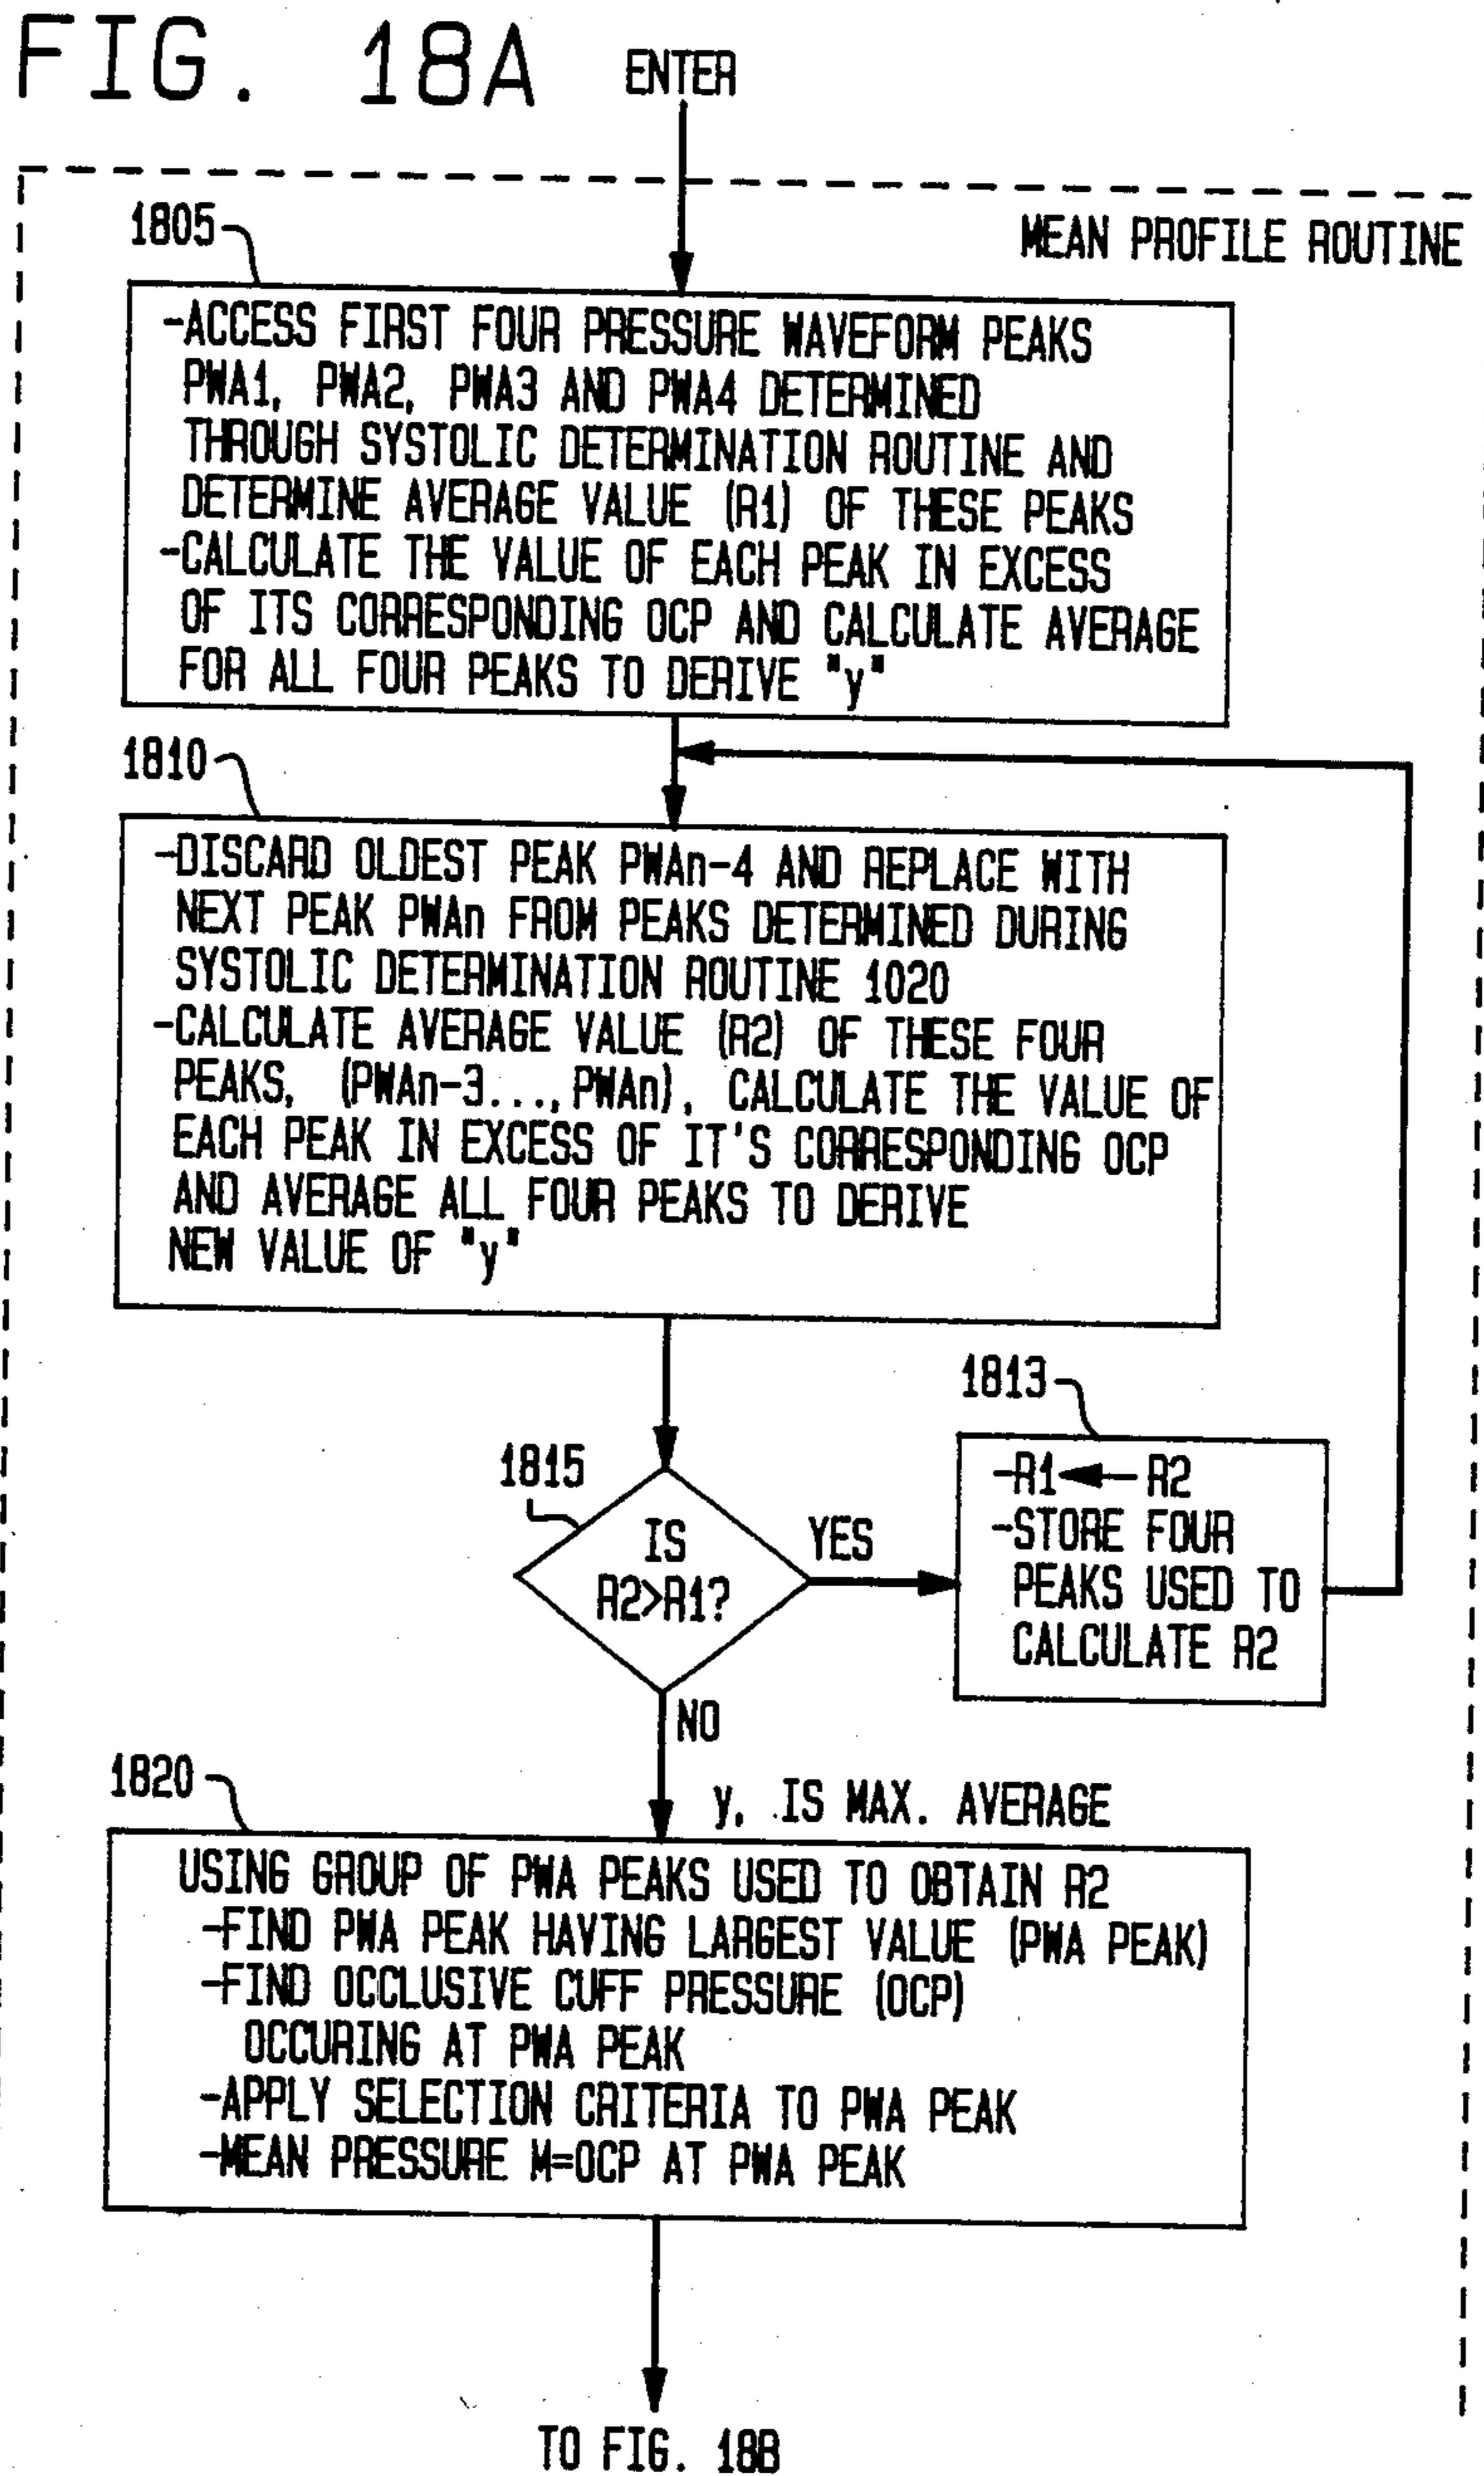 FIG. 18A
ENTER
MEAN PROFILE ROUTINE
1805
-ACCESS FIRST FOUR PRESSURE WAVEFORM PEAKS
PWA1, PWA2, PWA3 AND PWA4 DETERMINED
THROUGH SYSTOLIC DETERMINATION ROUTINE AND
DETERMINE AVERAGE VALUE (R1) OF THESE PEAKS
-CALCULATE THE VALUE OF EACH PEAK IN EXCESS
OF ITS CORRESPONDING OCP AND CALCULATE AVERAGE
FOR ALL FOUR PEAKS TO DERIVE "y"
1810
-DISCARD OLDEST PEAK PWAn-4 AND REPLACE WITH
NEXT PEAK PWAn FROM PEAKS DETERMINED DURING
SYSTOLIC DETERMINATION ROUTINE 1020
-CALCULATE AVERAGE VALUE (R2) OF THESE FOUR
PEAKS, (PWAn-3..., PWAn), CALCULATE THE VALUE OF
EACH PEAK IN EXCESS OF IT'S CORRESPONDING OCP
AND AVERAGE ALL FOUR PEAKS TO DERIVE
NEW VALUE OF "y"
1815
IS
R2>R1?
YES
1813
-R1 ← R2
-STORE FOUR
PEAKS USED TO
CALCULATE R2
NO
y, IS MAX. AVERAGE
1820
USING GROUP OF PWA PEAKS USED TO OBTAIN R2
-FIND PWA PEAK HAVING LARGEST VALUE (PWA PEAK)
-FIND OCCLUSIVE CUFF PRESSURE (OCP)
OCCURING AT PWA PEAK
-APPLY SELECTION CRITERIA TO PWA PEAK
-MEAN PRESSURE M=OCP AT PWA PEAK
TO FIG. 18B